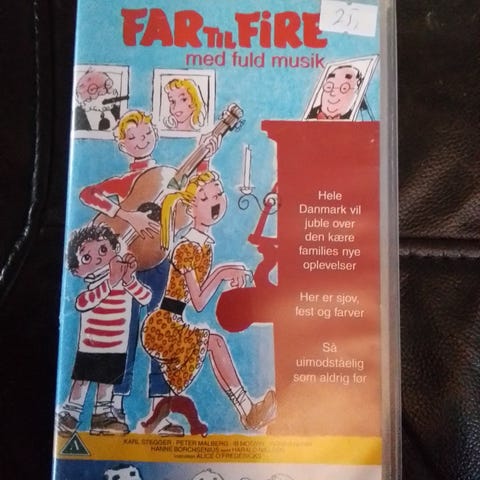 25,
FAR TIL FIRE
med fuld musik
Hele
Danmark vil
juble over
den kære
families nye
oplevelser
Her er sjov,
fest og farver
Så
uimodståelig
som aldrig før
KARL STEGGER · PETER MALBERG · IB MOSSIN
HANNE BORCHSENIUS HARALD NIELSEN
ALICE O'FREDERICKS
A